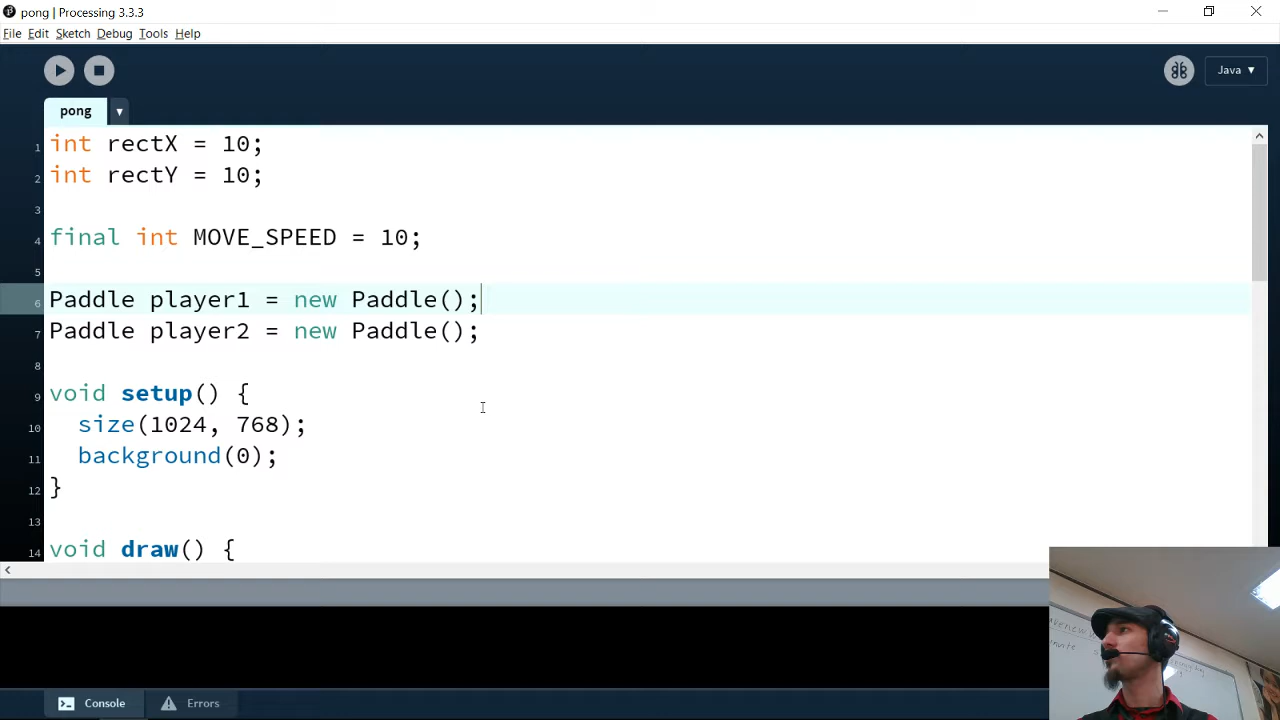 pong | Processing 3.3.3
File Edit Sketch Debug Tools Help
Java ▼
pong ▼
1 int rectX = 10;
2 int rectY = 10;
3
4 final int MOVE_SPEED = 10;
5
6 Paddle player1 = new Paddle();
7 Paddle player2 = new Paddle();
8
9 void setup() {
10 size(1024, 768);
11 background(0);
12 }
13
14 void draw() {
Console Errors